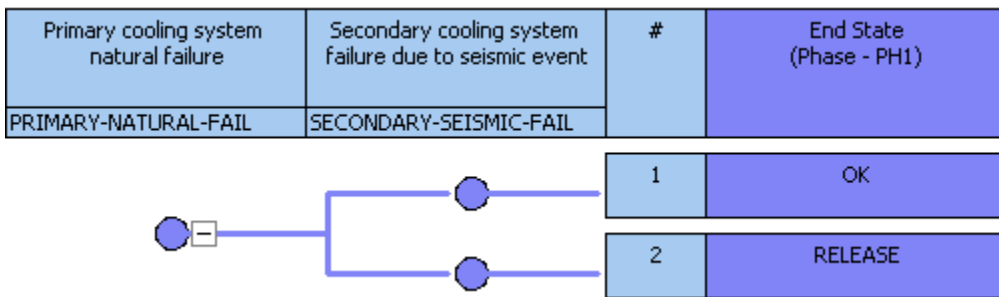 Primary cooling system
natural failure
Secondary cooling system
failure due to seismic event
#
End State
(Phase - PH1)
PRIMARY-NATURAL-FAIL
SECONDARY-SEISMIC-FAIL
1
OK
2
RELEASE